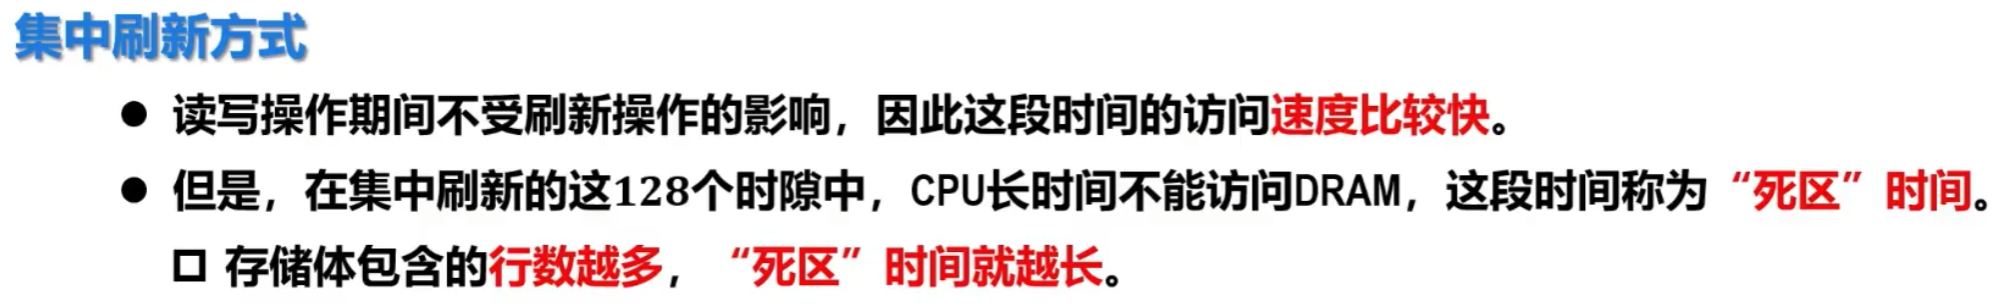 集中刷新方式
● 读写操作期间不受刷新操作的影响，因此这段时间的访问速度比较快。
● 但是，在集中刷新的这128个时隙中，CPU长时间不能访问DRAM，这段时间称为“死区”时间。
□ 存储体包含的行数越多，“死区”时间就越长。